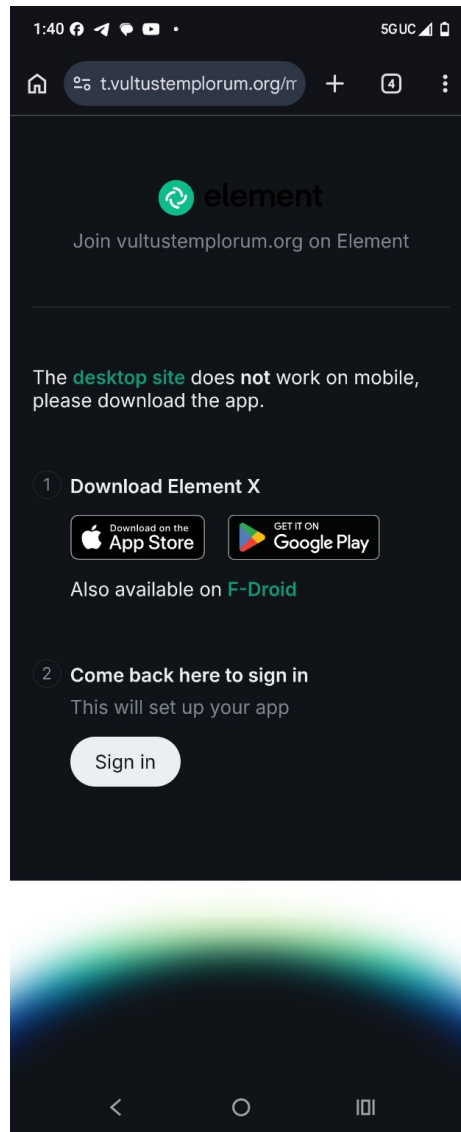 1:40
5G UC
t.vultustemplorum.org/m
4
element
Join vultustemplorum.org on Element
The desktop site does not work on mobile,
please download the app.
1 Download Element X
Download on the
App Store
GET IT ON
Google Play
Also available on F-Droid
2 Come back here to sign in
This will set up your app
Sign in